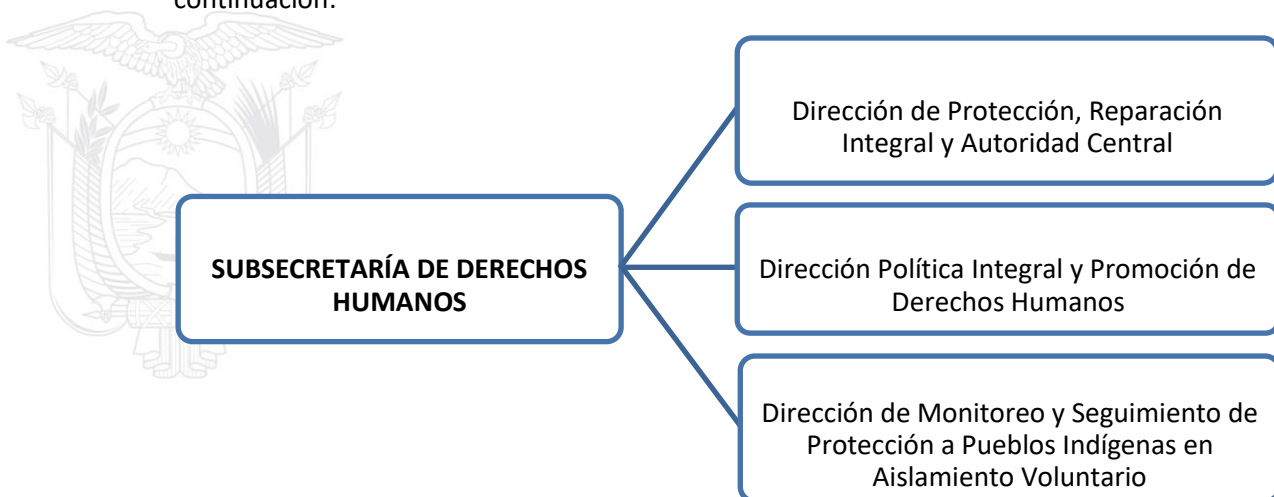 continuación:
Dirección de Protección, Reparación
Integral y Autoridad Central
SUBSECRETARÍA DE DERECHOS
HUMANOS
Dirección Política Integral y Promoción de
Derechos Humanos
Dirección de Monitoreo y Seguimiento de
Protección a Pueblos Indígenas en
Aislamiento Voluntario